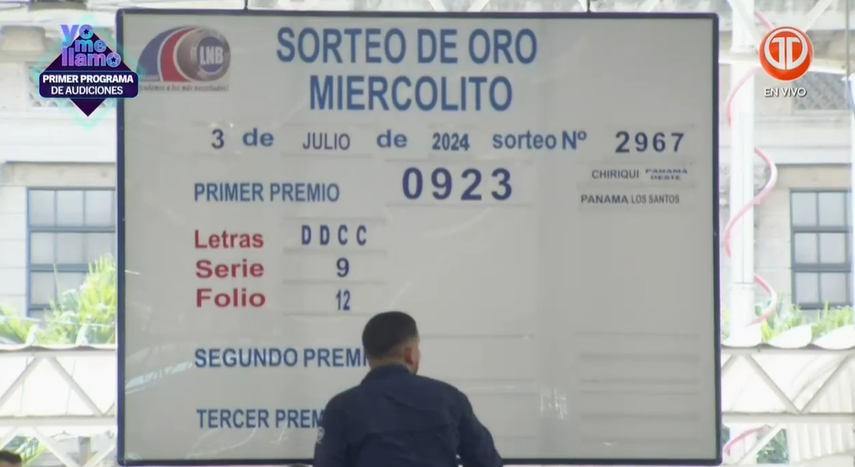 yo
me
llamo
PRIMER PROGRAMA
DE AUDICIONES
EN VIVO
LNB
SORTEO DE ORO
MIERCOLITO
3 de JULIO de 2024 sorteo Nº 2967
PRIMER PREMIO 0923
CHIRIQUI PANAMA OESTE
PANAMA LOS SANTOS
Letras DDCC
Serie 9
Folio 12
SEGUNDO PREMI
TERCER PREM